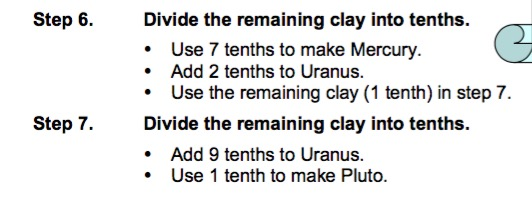 Step 6. Divide the remaining clay into tenths.
• Use 7 tenths to make Mercury.
• Add 2 tenths to Uranus.
• Use the remaining clay (1 tenth) in step 7.
Step 7. Divide the remaining clay into tenths.
• Add 9 tenths to Uranus.
• Use 1 tenth to make Pluto.